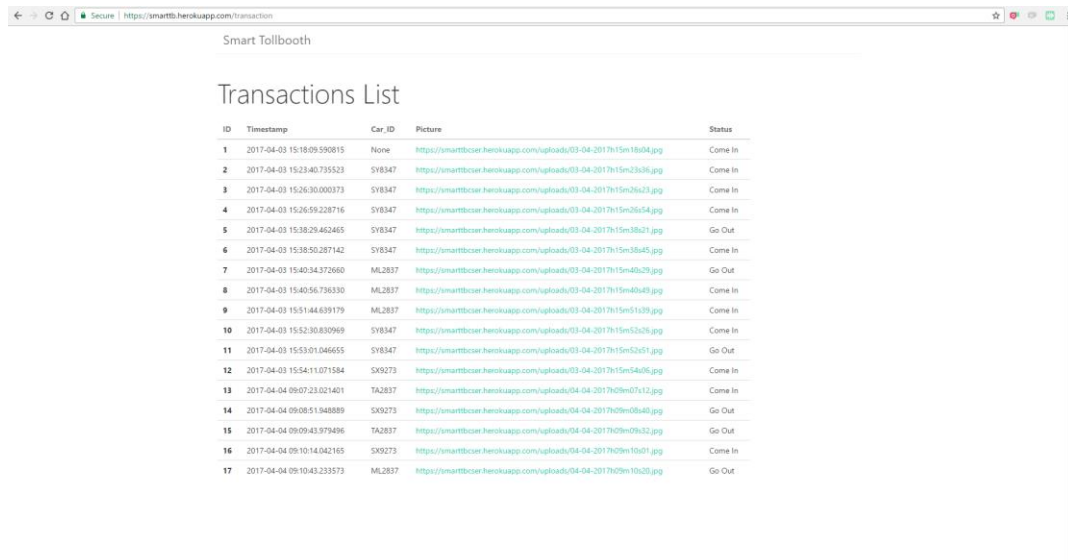 Secure | https://smarttb.herokuapp.com/transaction
Smart Tollbooth
Transactions List
ID Timestamp Car_ID Picture Status
1 2017-04-03 15:18:09.590815 None https://smarttbcser.herokuapp.com/uploads/03-04-2017h15m18s04.jpg Come In
2 2017-04-03 15:23:40.735523 SY8347 https://smarttbcser.herokuapp.com/uploads/03-04-2017h15m23s36.jpg Come In
3 2017-04-03 15:26:30.000373 SY8347 https://smarttbcser.herokuapp.com/uploads/03-04-2017h15m26s23.jpg Come In
4 2017-04-03 15:26:59.228716 SY8347 https://smarttbcser.herokuapp.com/uploads/03-04-2017h15m26s54.jpg Come In
5 2017-04-03 15:38:29.462465 SY8347 https://smarttbcser.herokuapp.com/uploads/03-04-2017h15m38s21.jpg Go Out
6 2017-04-03 15:38:50.287142 SY8347 https://smarttbcser.herokuapp.com/uploads/03-04-2017h15m38s45.jpg Come In
7 2017-04-03 15:40:34.372660 ML2837 https://smarttbcser.herokuapp.com/uploads/03-04-2017h15m40s29.jpg Go Out
8 2017-04-03 15:40:56.736330 ML2837 https://smarttbcser.herokuapp.com/uploads/03-04-2017h15m40s49.jpg Come In
9 2017-04-03 15:51:44.639179 ML2837 https://smarttbcser.herokuapp.com/uploads/03-04-2017h15m51s39.jpg Come In
10 2017-04-03 15:52:30.830969 SY8347 https://smarttbcser.herokuapp.com/uploads/03-04-2017h15m52s26.jpg Come In
11 2017-04-03 15:53:01.046655 SY8347 https://smarttbcser.herokuapp.com/uploads/03-04-2017h15m52s51.jpg Go Out
12 2017-04-03 15:54:11.071584 SX9273 https://smarttbcser.herokuapp.com/uploads/03-04-2017h15m54s06.jpg Come In
13 2017-04-04 09:07:23.021401 TA2837 https://smarttbcser.herokuapp.com/uploads/04-04-2017h09m07s12.jpg Come In
14 2017-04-04 09:08:51.948889 SX9273 https://smarttbcser.herokuapp.com/uploads/04-04-2017h09m08s40.jpg Go Out
15 2017-04-04 09:09:43.979496 TA2837 https://smarttbcser.herokuapp.com/uploads/04-04-2017h09m09s32.jpg Go Out
16 2017-04-04 09:10:14.042165 SX9273 https://smarttbcser.herokuapp.com/uploads/04-04-2017h09m10s01.jpg Come In
17 2017-04-04 09:10:43.233573 ML2837 https://smarttbcser.herokuapp.com/uploads/04-04-2017h09m10s20.jpg Go Out